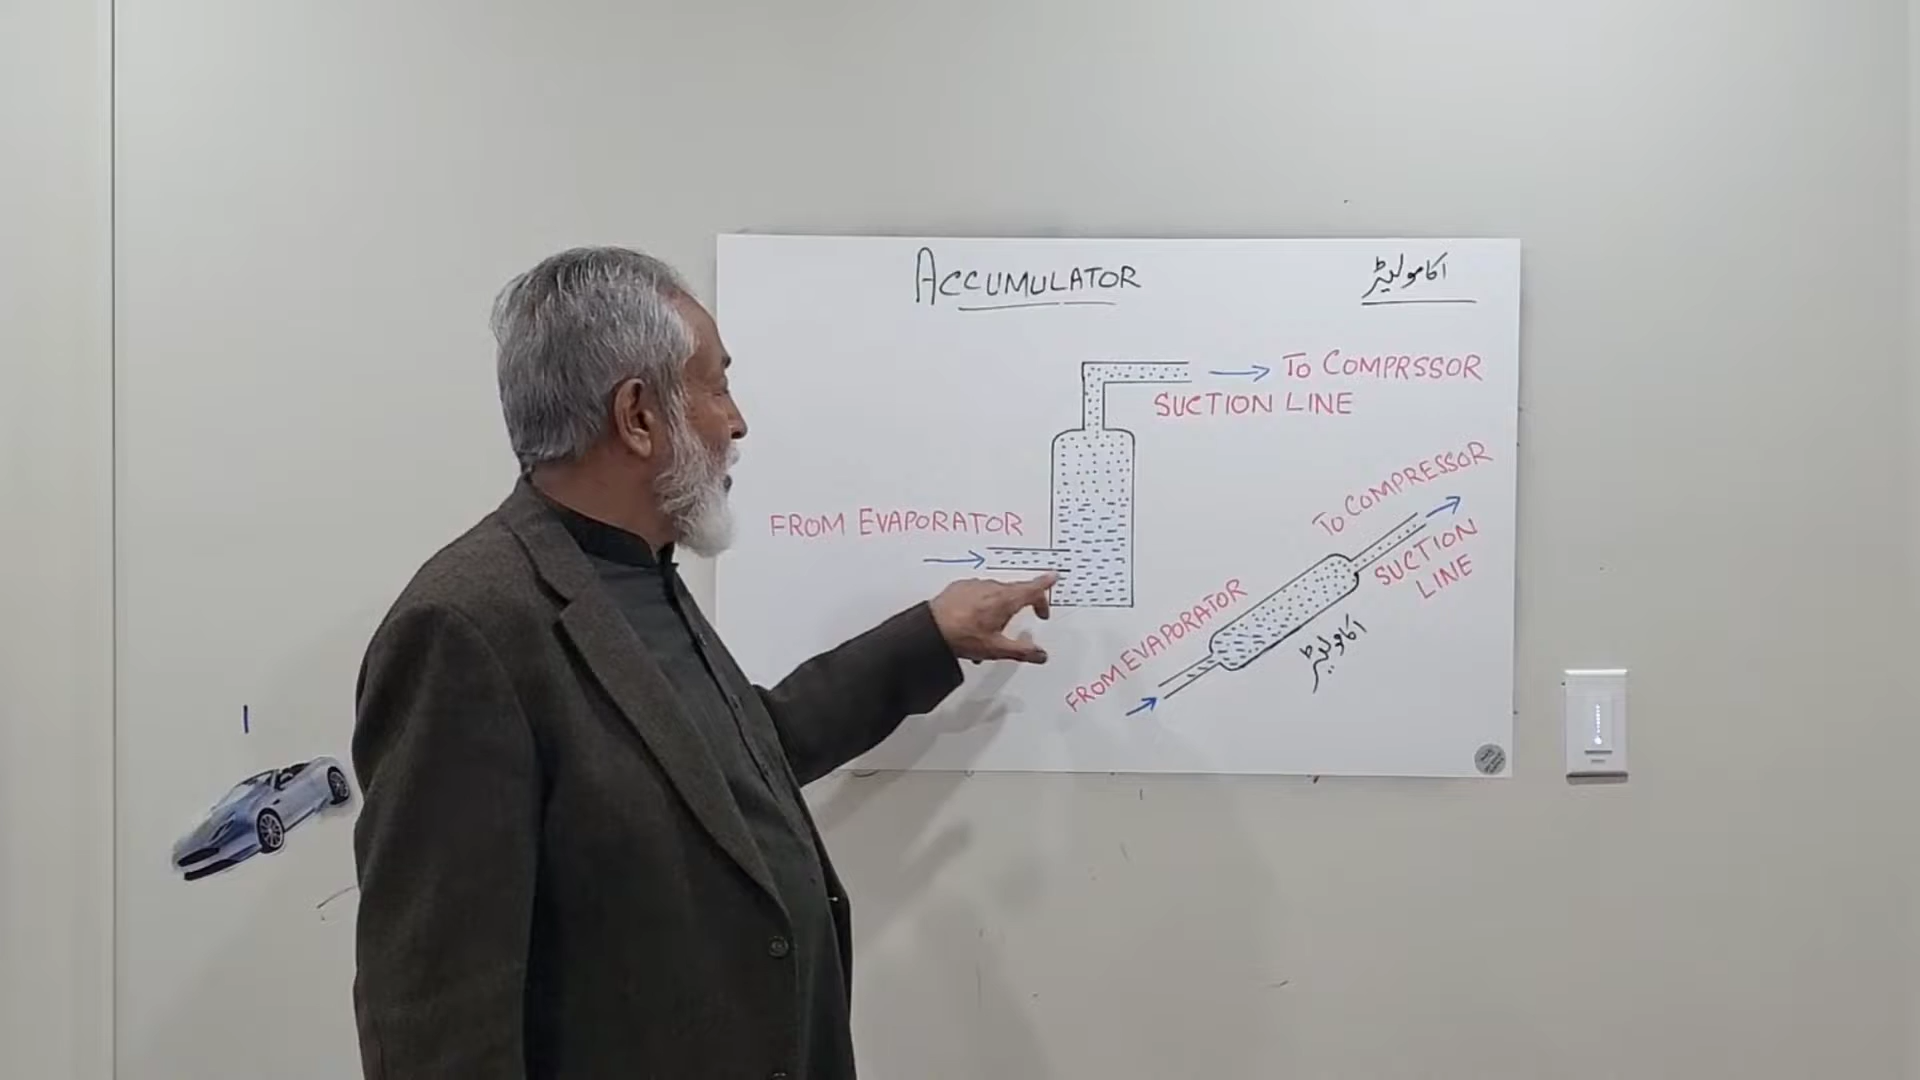 ACCUMULATOR
اکامولیٹر
TO COMPRSSOR
SUCTION LINE
FROM EVAPORATOR
TO COMPRESSOR
SUCTION
LINE
FROM EVAPORATOR
اکامولیٹر